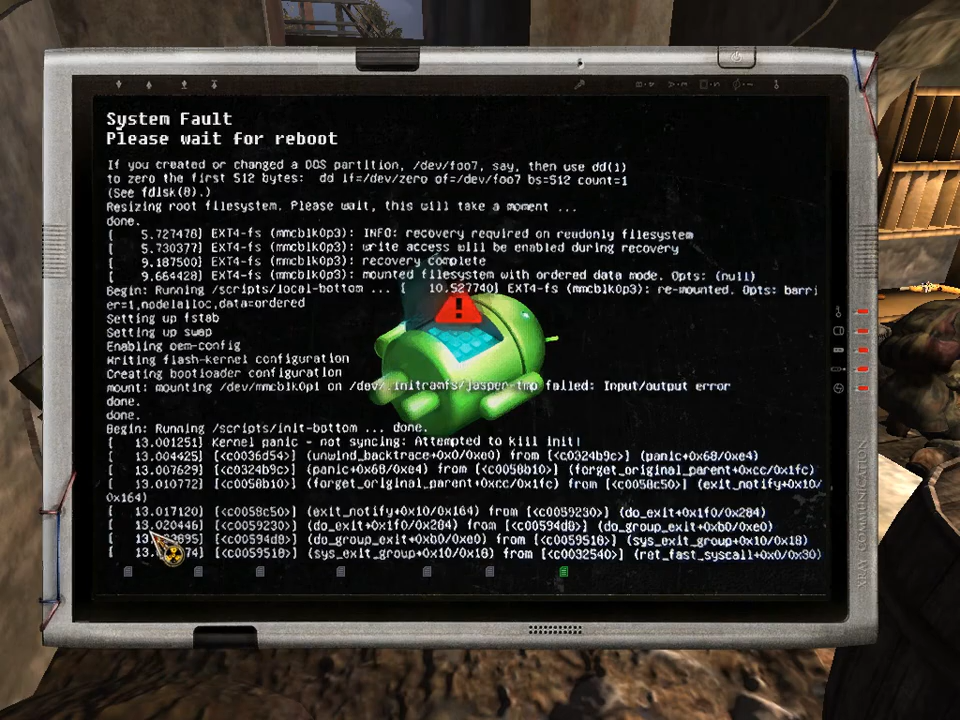 System Fault
Please wait for reboot
If you created or changed a DOS partition, /dev/foo7, say, then use dd(1)
to zero the first 512 bytes: dd if=/dev/zero of=/dev/foo7 bs=512 count=1
(See fdisk(8).)
Resizing root filesystem. Please wait, this will take a moment ...
done.
[ 5.727478] EXT4-fs (mmcblk0p3): INFO: recovery required on readonly filesystem
[ 5.730377] EXT4-fs (mmcblk0p3): write access will be enabled during recovery
[ 9.187500] EXT4-fs (mmcblk0p3): recovery complete
[ 9.664428] EXT4-fs (mmcblk0p3): mounted filesystem with ordered data mode. Opts: (null)
Begin: Running /scripts/local-bottom ... [ 10.527740] EXT4-fs (mmcblk0p3): re-mounted. Opts: barri
er=1,nodelalloc,data=ordered
Setting up fstab
Setting up swap
Enabling oem-config
Writing flash-kernel configuration
Creating bootloader configuration
mount: mounting /dev/mmcblk0p1 on /dev/.initramfs/jasper-tmp failed: Input/output error
done.
done.
Begin: Running /scripts/init-bottom ... done.
[ 13.001251] Kernel panic - not syncing: Attempted to kill init!
[ 13.004425] [<c0036d54>] (unwind_backtrace+0x0/0xe0) from [<c0324b9c>] (panic+0x68/0xe4)
[ 13.007629] [<c0324b9c>] (panic+0x68/0xe4) from [<c0058b10>] (forget_original_parent+0xcc/0x1fc)
[ 13.010772] [<c0058b10>] (forget_original_parent+0xcc/0x1fc) from [<c0058c50>] (exit_notify+0x10/
0x164)
[ 13.017120] [<c0058c50>] (exit_notify+0x10/0x164) from [<c0059230>] (do_exit+0x1f0/0x284)
[ 13.020446] [<c0059230>] (do_exit+0x1f0/0x284) from [<c00594d8>] (do_group_exit+0xb0/0xe0)
[<c00594d8>] (do_group_exit+0xb0/0xe0) from [<c0059518>] (sys_exit_group+0x10/0x18)
[<c0059518>] (sys_exit_group+0x10/0x18) from [<c0032540>] (ret_fast_syscall+0x0/0x30)
XRAY COMMUNICATION